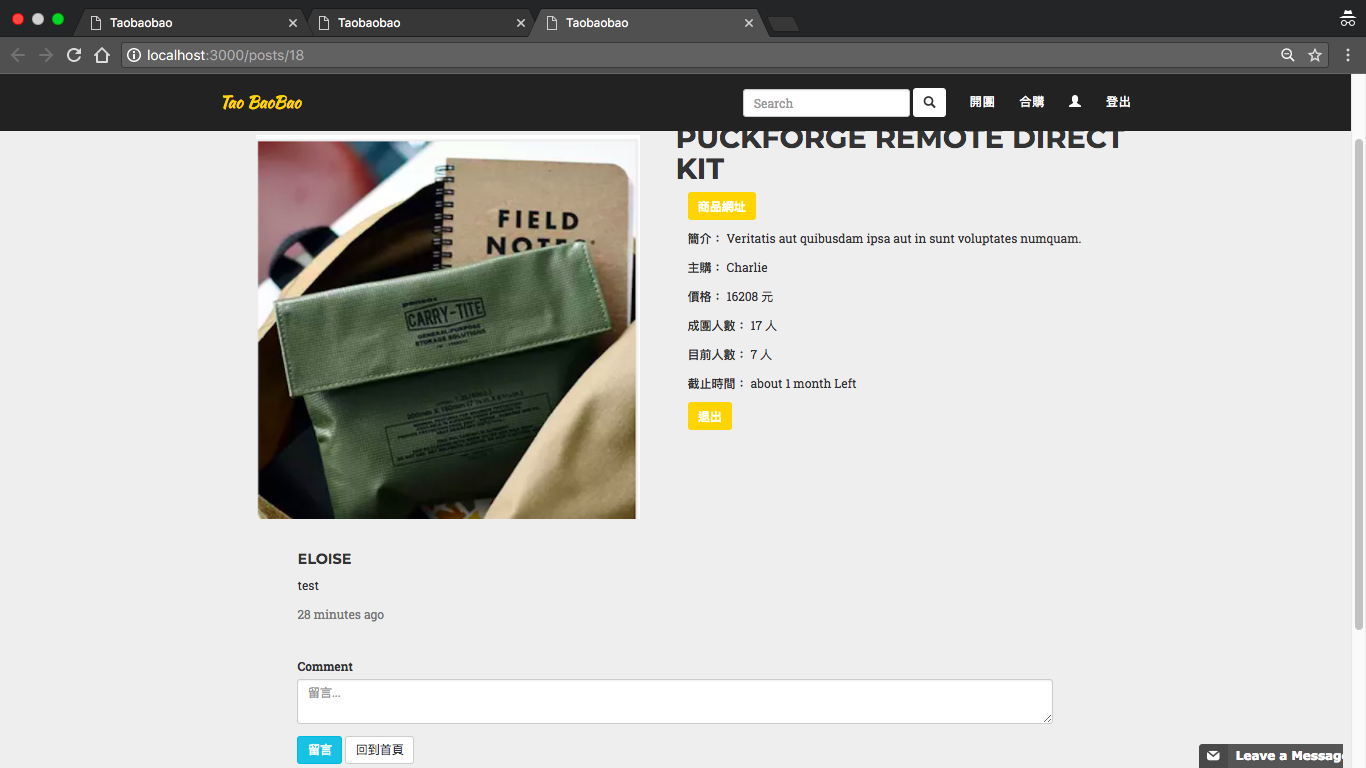 Taobaobao
Taobaobao
Taobaobao
localhost:3000/posts/18
Tao BaoBao
Search
開團
合購
登出
PUCKFORGE REMOTE DIRECT
KIT
商品網址
簡介： Veritatis aut quibusdam ipsa aut in sunt voluptates numquam.
主購： Charlie
價格： 16208 元
成團人數： 17 人
目前人數： 7 人
截止時間： about 1 month Left
退出
FIELD
NOTES
CARRY-TITE
GENERAL PURPOSE
STORAGE SOLUTIONS
ELOISE
test
28 minutes ago
Comment
留言...
留言
回到首頁
Leave a Message